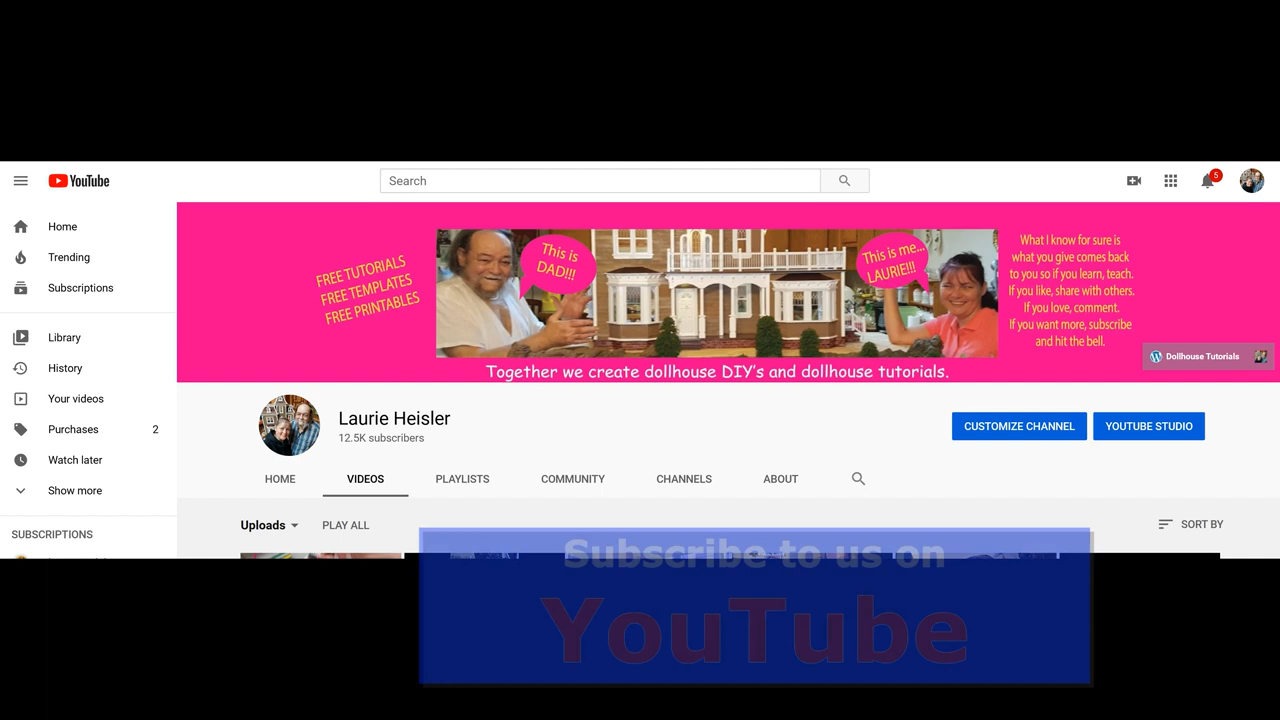 YouTube
Search
5
Home
Trending
Subscriptions
Library
History
Your videos
Purchases 2
Watch later
Show more
SUBSCRIPTIONS
FREE TUTORIALS
FREE TEMPLATES
FREE PRINTABLES
This is
DAD!!!
This is me...
LAURIE!!!
What I know for sure is
what you give comes back
to you so if you learn, teach.
If you like, share with others.
If you love, comment.
If you want more, subscribe
and hit the bell.
Dollhouse Tutorials
Together we create dollhouse DIY's and dollhouse tutorials.
Laurie Heisler
12.5K subscribers
CUSTOMIZE CHANNEL
YOUTUBE STUDIO
HOME
VIDEOS
PLAYLISTS
COMMUNITY
CHANNELS
ABOUT
Uploads
PLAY ALL
SORT BY
Subscribe to us on
YouTube